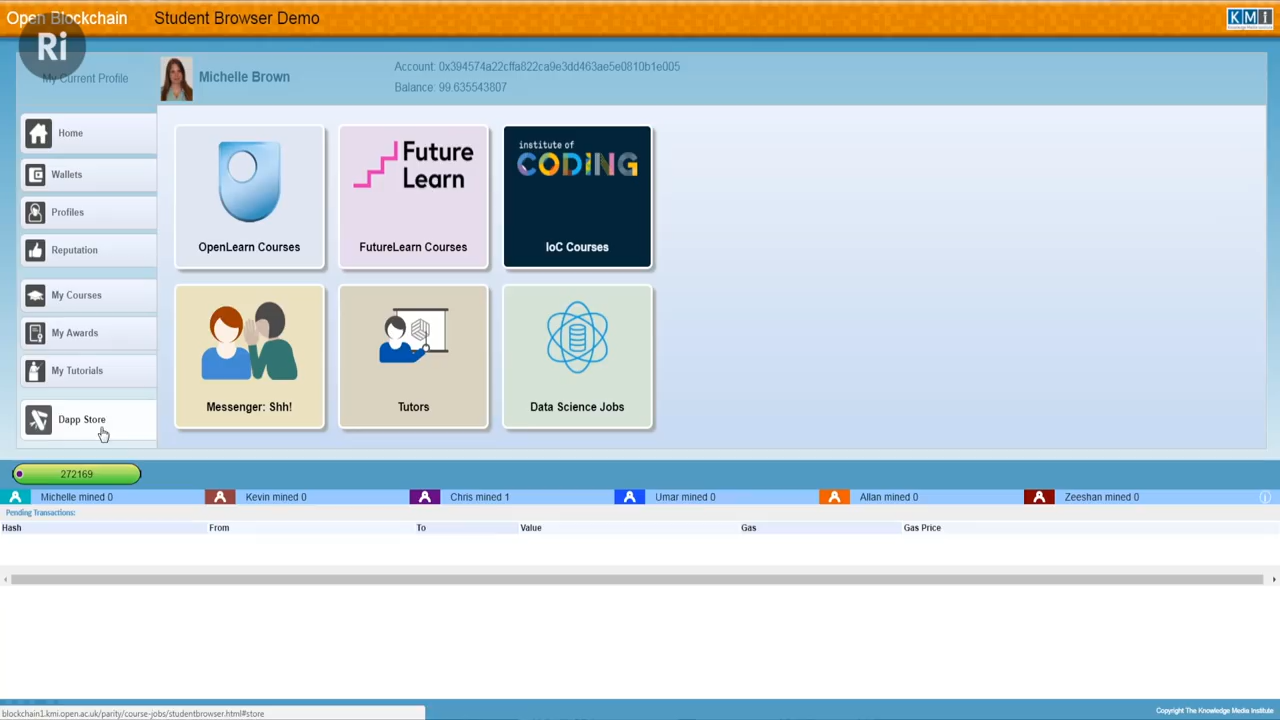 Open Blockchain
Student Browser Demo
KMi
Knowledge Media Institute
Ri
My Current Profile
Michelle Brown
Account: 0x394574a22cffa822ca9e3dd463ae5e0810b1e005
Balance: 99.635543807
Home
Wallets
Profiles
Reputation
My Courses
My Awards
My Tutorials
Dapp Store
OpenLearn Courses
Future
Learn
FutureLearn Courses
institute of
CODING
IoC Courses
Messenger: Shh!
Tutors
Data Science Jobs
272169
Michelle mined 0
Kevin mined 0
Chris mined 1
Umar mined 0
Allan mined 0
Zeeshan mined 0
Pending Transactions:
Hash From To Value Gas Gas Price
blockchain1.kmi.open.ac.uk/parity/course-jobs/studentbrowser.html#store
Copyright The Knowledge Media Institute